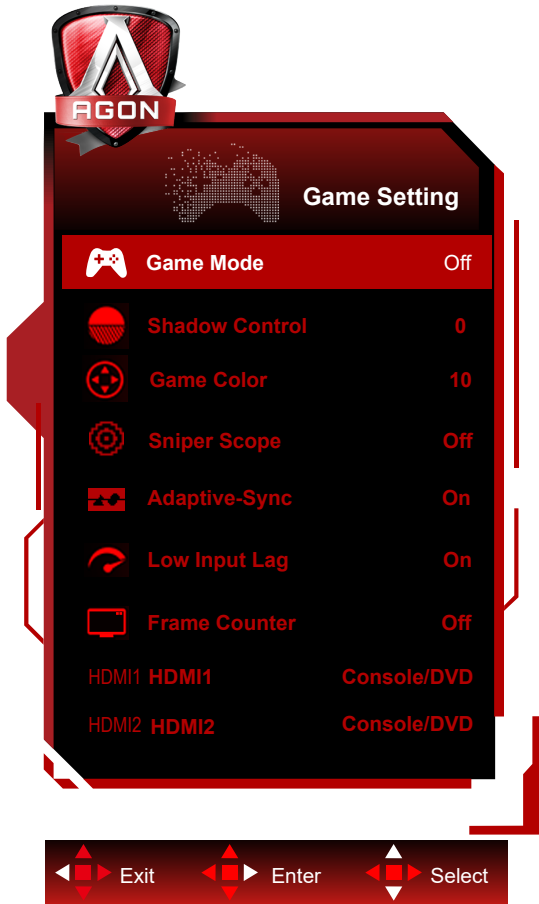 AGON
Game Setting
Game Mode Off
Shadow Control 0
Game Color 10
Sniper Scope Off
Adaptive-Sync On
Low Input Lag On
Frame Counter Off
HDMI1 HDMI1 Console/DVD
HDMI2 HDMI2 Console/DVD
Exit Enter Select